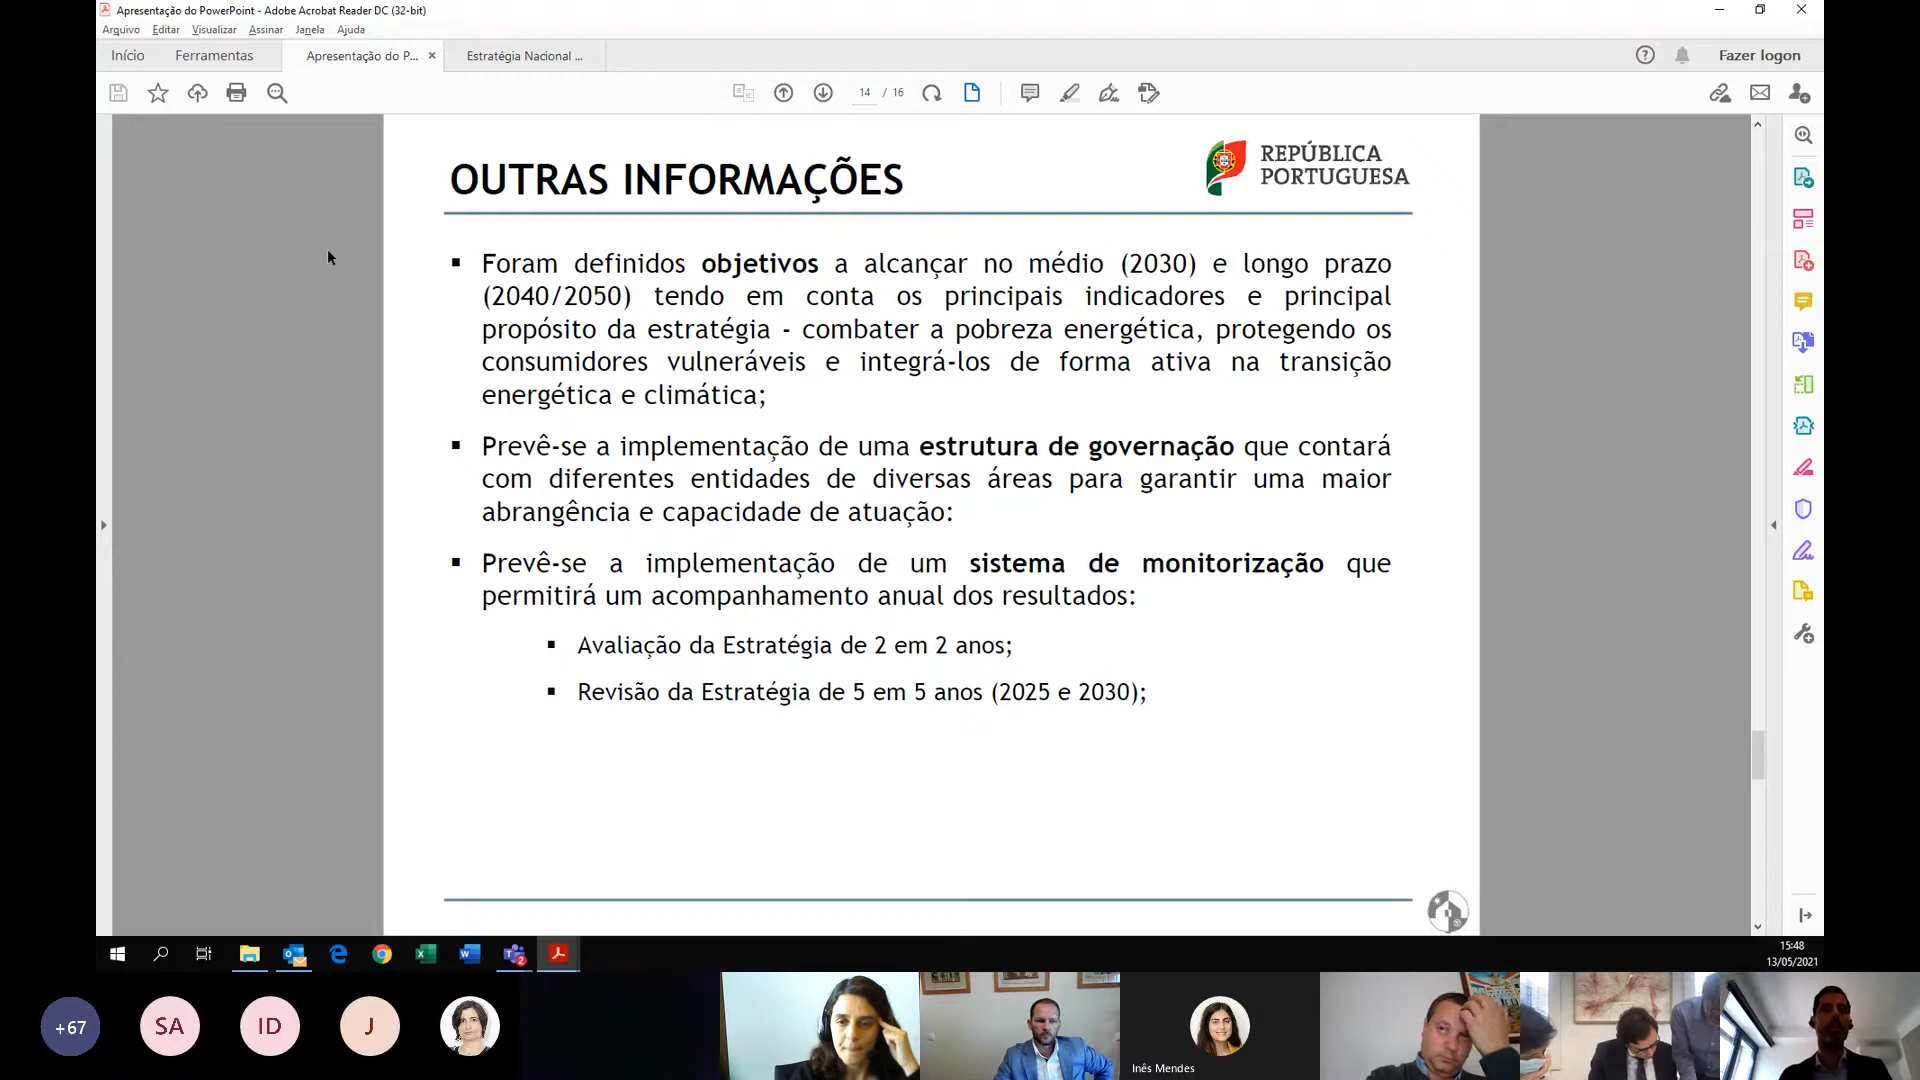 Apresentação do PowerPoint - Adobe Acrobat Reader DC (32-bit)
Arquivo Editar Visualizar Assinar Janela Ajuda
Início Ferramentas Apresentação do P... × Estratégia Nacional ... Fazer logon
14 / 16
OUTRAS INFORMAÇÕES
REPÚBLICA
PORTUGUESA
▪ Foram definidos objetivos a alcançar no médio (2030) e longo prazo
(2040/2050) tendo em conta os principais indicadores e principal
propósito da estratégia - combater a pobreza energética, protegendo os
consumidores vulneráveis e integrá-los de forma ativa na transição
energética e climática;
▪ Prevê-se a implementação de uma estrutura de governação que contará
com diferentes entidades de diversas áreas para garantir uma maior
abrangência e capacidade de atuação:
▪ Prevê-se a implementação de um sistema de monitorização que
permitirá um acompanhamento anual dos resultados:
▪ Avaliação da Estratégia de 2 em 2 anos;
▪ Revisão da Estratégia de 5 em 5 anos (2025 e 2030);
15:48
13/05/2021
+67 SA ID J
Inês Mendes